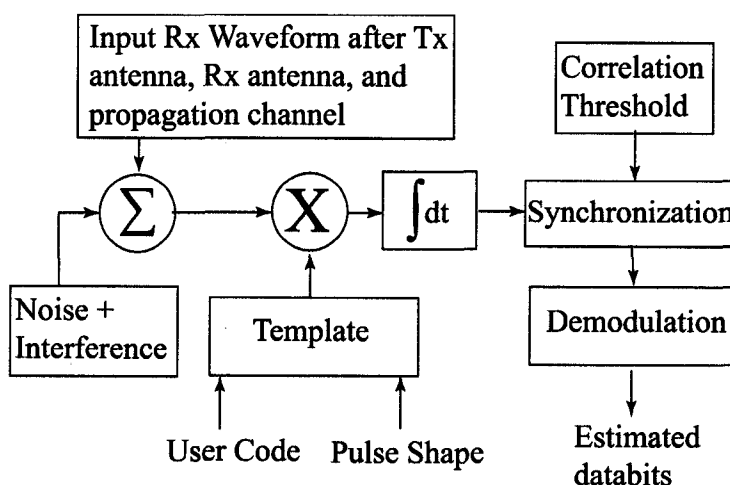 Input Rx Waveform after Tx
antenna, Rx antenna, and
propagation channel
Correlation
Threshold
Σ
X
∫dt
Synchronization
Noise +
Interference
Template
Demodulation
User Code
Pulse Shape
Estimated
databits